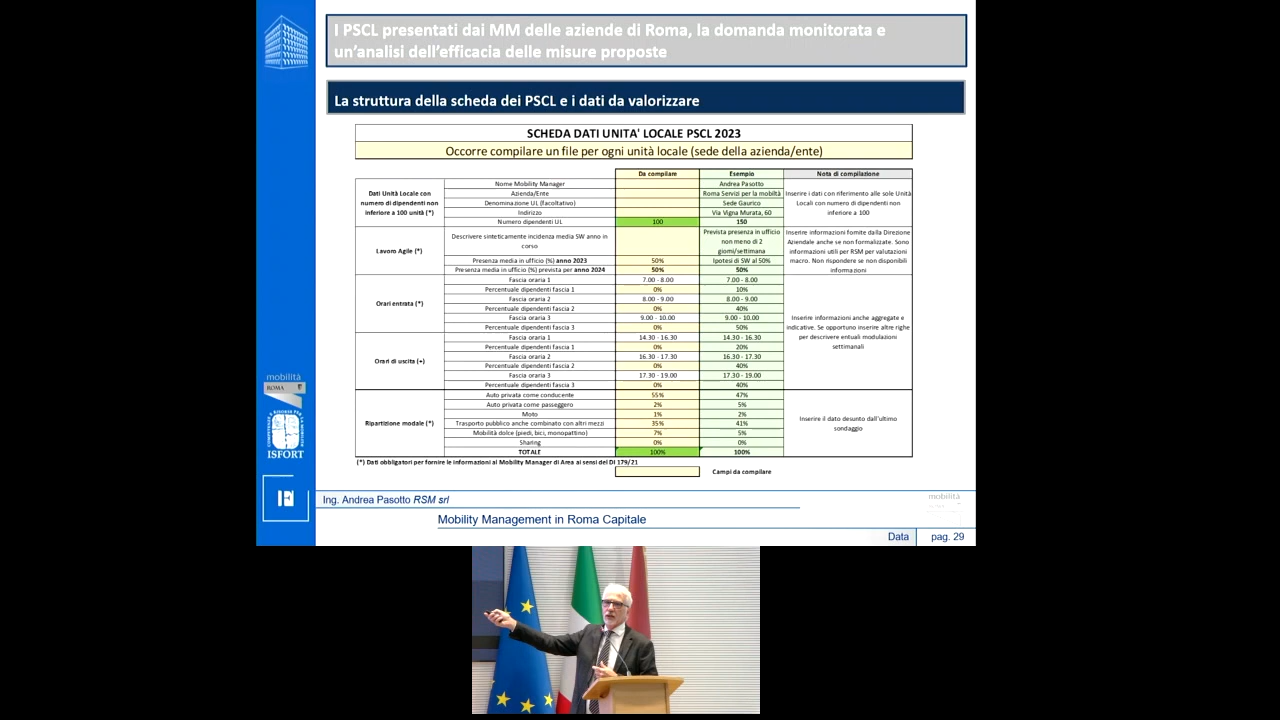 I PSCL presentati dai MM delle aziende di Roma, la domanda monitorata e
un'analisi dell'efficacia delle misure proposte
La struttura della scheda dei PSCL e i dati da valorizzare
SCHEDA DATI UNITA' LOCALE PSCL 2023
Occorre compilare un file per ogni unità locale (sede della azienda/ente)
Da compilare Esempio Nota di compilazione
Dati Unità Locale con
numero di dipendenti non
inferiore a 100 unità (*)
Nome Mobility Manager Andrea Pasotto
Azienda/Ente Roma Servizi per la mobiltà
Denominazione UL (facoltativo) Sede Gaurico
Indirizzo Via Vigna Murata, 60
Numero dipendenti UL 100 150
Inserire i dati con riferimento alle sole Unità
Locali con numero di dipendenti non
inferiore a 100
Lavoro Agile (*)
Descrivere sinteticamente incidenza media SW anno in
corso
Prevista presenza in ufficio
non meno di 2
giorni/settimana
Presenza media in ufficio (%) anno 2023 50% Ipotesi di SW al 50%
Presenza media in ufficio (%) prevista per anno 2024 50% 50%
Inserire informazioni fornite dalla Direzione
Aziendale anche se non formalizzate. Sono
informazioni utili per RSM per valutazioni
macro. Non rispondere se non disponibili
informazioni
Orari entrata (*)
Fascia oraria 1 7.00 - 8.00 7.00 - 8.00
Percentuale dipendenti fascia 1 0% 10%
Fascia oraria 2 8.00 - 9.00 8.00 - 9.00
Percentuale dipendenti fascia 2 0% 40%
Fascia oraria 3 9.00 - 10.00 9.00 - 10.00
Percentuale dipendenti fascia 3 0% 50%
Orari di uscita (*)
Fascia oraria 1 14.30 - 16.30 14.30 - 16.30
Percentuale dipendenti fascia 1 0% 20%
Fascia oraria 2 16.30 - 17.30 16.30 - 17.30
Percentuale dipendenti fascia 2 0% 40%
Fascia oraria 3 17.30 - 19.00 17.30 - 19.00
Percentuale dipendenti fascia 3 0% 40%
Inserire informazioni anche aggregate e
indicative. Se opportuno inserire altre righe
per descrivere entuali modulazioni
settimanali
Ripartizione modale (*)
Auto privata come conducente 55% 47%
Auto privata come passeggero 2% 5%
Moto 1% 2%
Trasporto pubblico anche combinato con altri mezzi 35% 41%
Mobilità dolce (piedi, bici, monopattino) 7% 5%
Sharing 0% 0%
TOTALE 100% 100%
Inserire il dato desunto dall'ultimo
sondaggio
(*) Dati obbligatori per fornire le informazioni al Mobility Manager di Area ai sensi del DI 179/21
Campi da compilare
mobilità
ROMA
ISFORT
Ing. Andrea Pasotto RSM srl
mobilità
Mobility Management in Roma Capitale
Data pag. 29